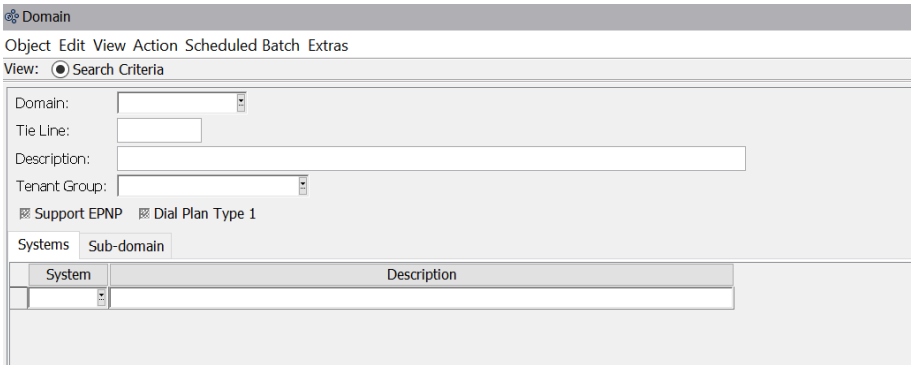 Domain
Object Edit View Action Scheduled Batch Extras
View: Search Criteria
Domain:
Tie Line:
Description:
Tenant Group:
Support EPNP Dial Plan Type 1
Systems Sub-domain
System Description